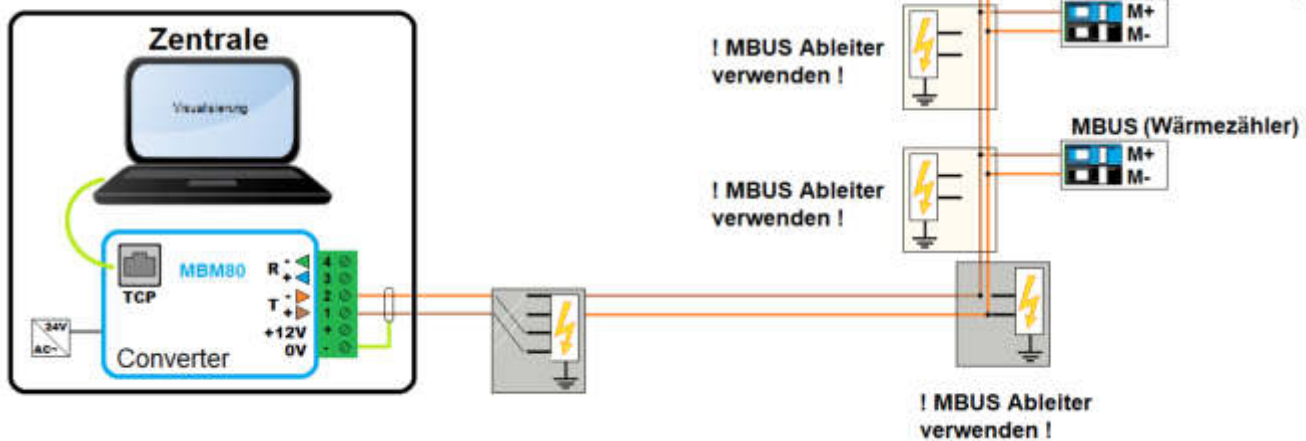 Zentrale
Visualisierung
MBM80
TCP
R
-
+
T
-
+
+12V
0V
4
3
2
1
+
-
24V
AC~
Converter
! MBUS Ableiter
verwenden !
M+
M-
MBUS (Wärmezähler)
M+
M-
! MBUS Ableiter
verwenden !
! MBUS Ableiter
verwenden !